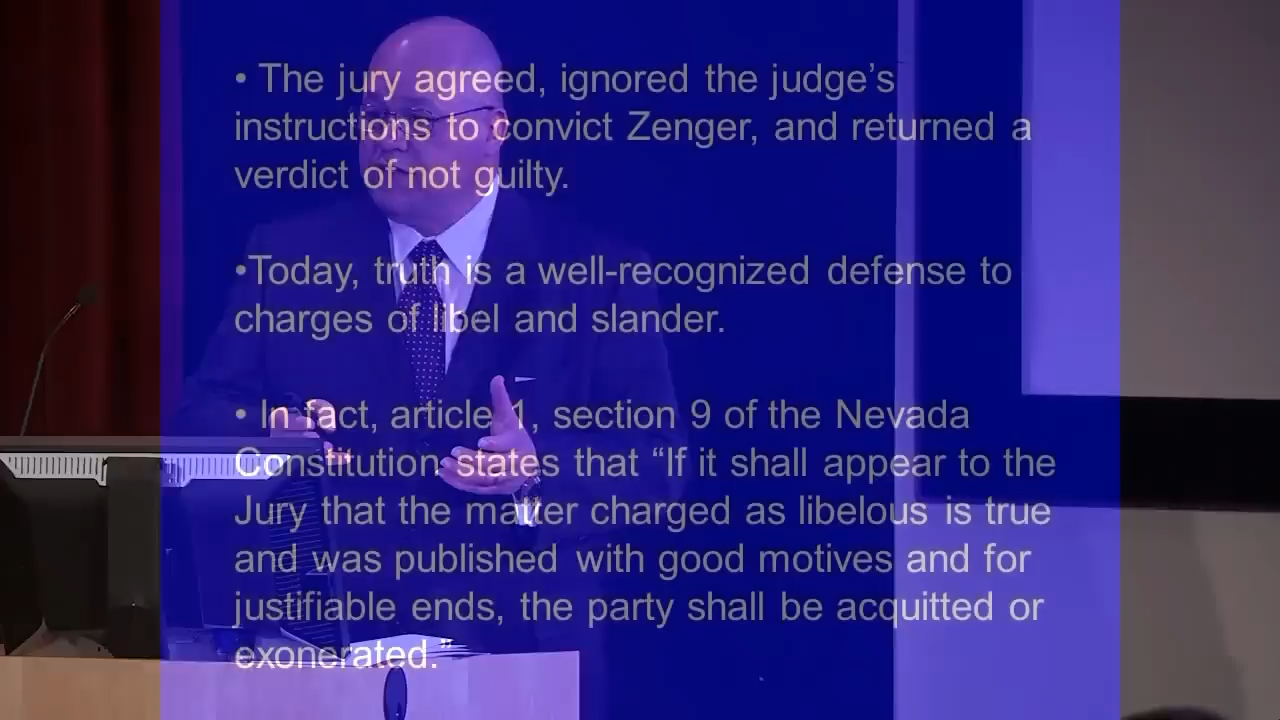 • The jury agreed, ignored the judge’s
instructions to convict Zenger, and returned a
verdict of not guilty.
•Today, truth is a well-recognized defense to
charges of libel and slander.
• In fact, article 1, section 9 of the Nevada
Constitution states that “If it shall appear to the
Jury that the matter charged as libelous is true
and was published with good motives and for
justifiable ends, the party shall be acquitted or
exonerated.”